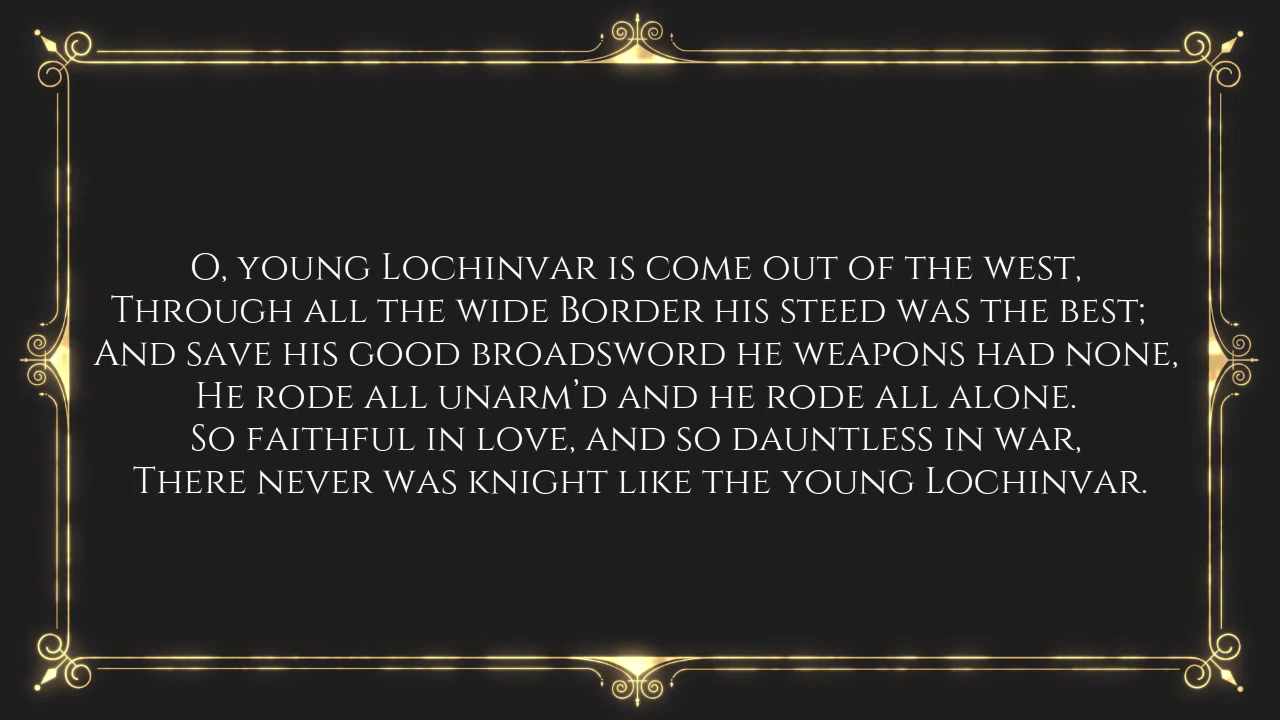 O, young Lochinvar is come out of the west,
Through all the wide Border his steed was the best;
And save his good broadsword he weapons had none,
He rode all unarm’d and he rode all alone.
So faithful in love, and so dauntless in war,
There never was knight like the young Lochinvar.